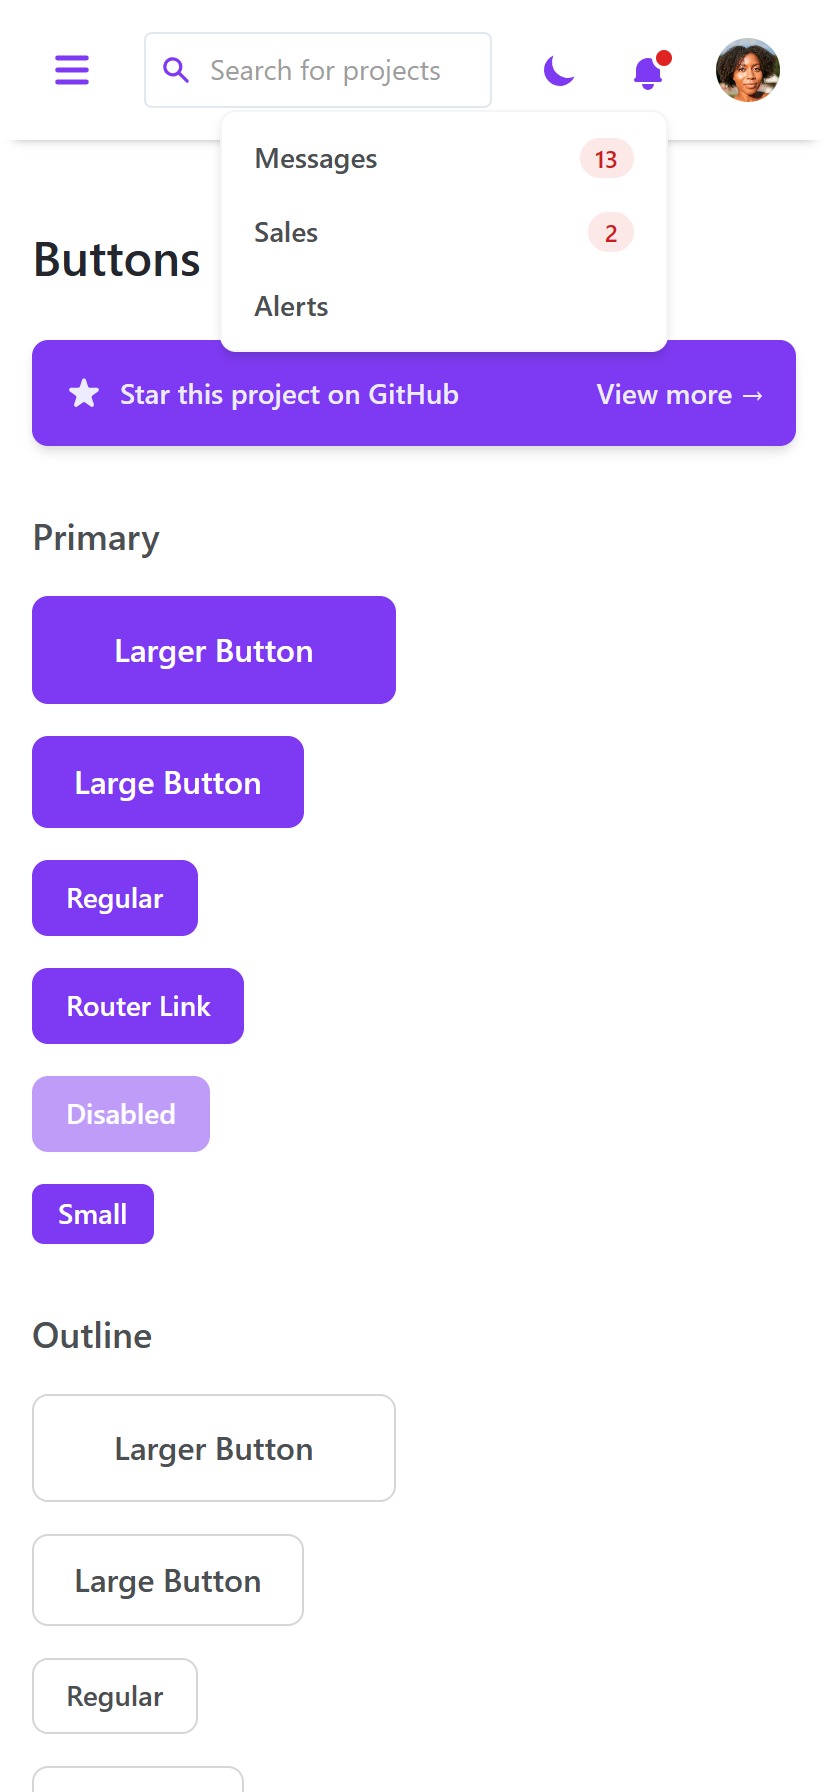 Search for projects
Messages 13
Sales 2
Alerts
Buttons
Star this project on GitHub View more →
Primary
Larger Button
Large Button
Regular
Router Link
Disabled
Small
Outline
Larger Button
Large Button
Regular